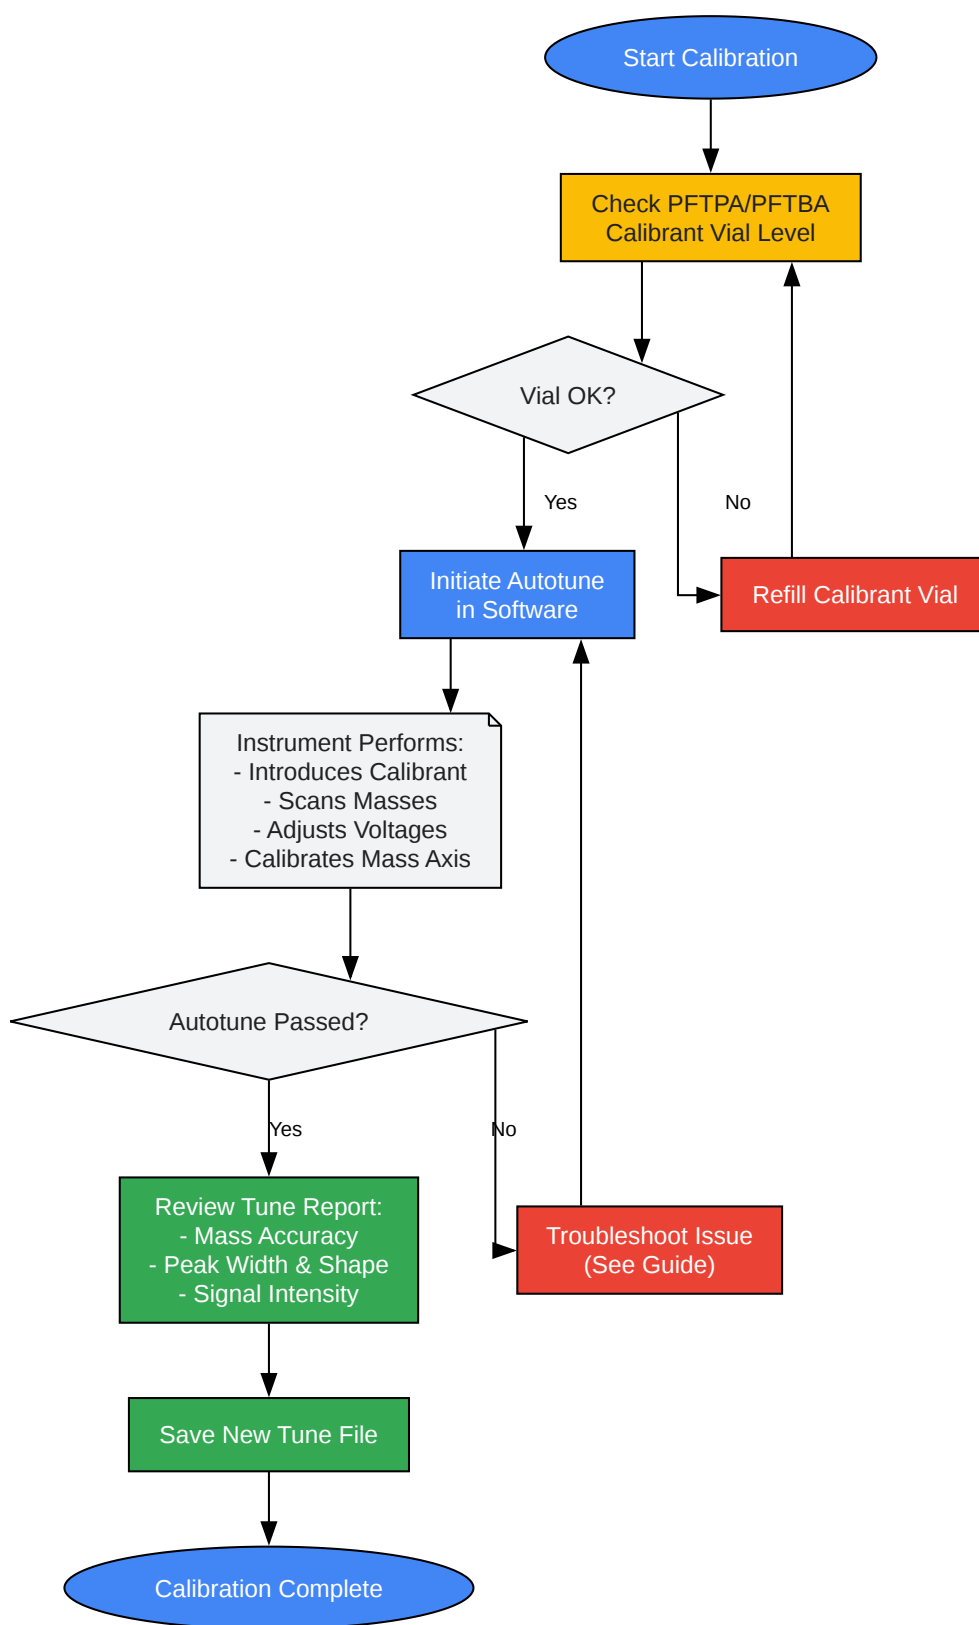 Start Calibration
Check PFTPA/PFTBA
Calibrant Vial Level
Vial OK?
Yes
No
Initiate Autotune
in Software
Refill Calibrant Vial
Instrument Performs:
- Introduces Calibrant
- Scans Masses
- Adjusts Voltages
- Calibrates Mass Axis
Autotune Passed?
Yes
No
Review Tune Report:
- Mass Accuracy
- Peak Width & Shape
- Signal Intensity
Troubleshoot Issue
(See Guide)
Save New Tune File
Calibration Complete